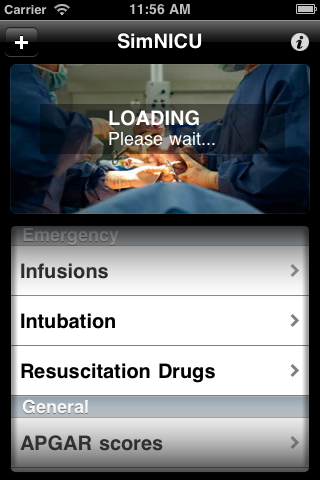 Carrier 11:56 AM
+ SimNICU i
LOADING
Please wait...
Emergency
Infusions
Intubation
Resuscitation Drugs
General
APGAR scores